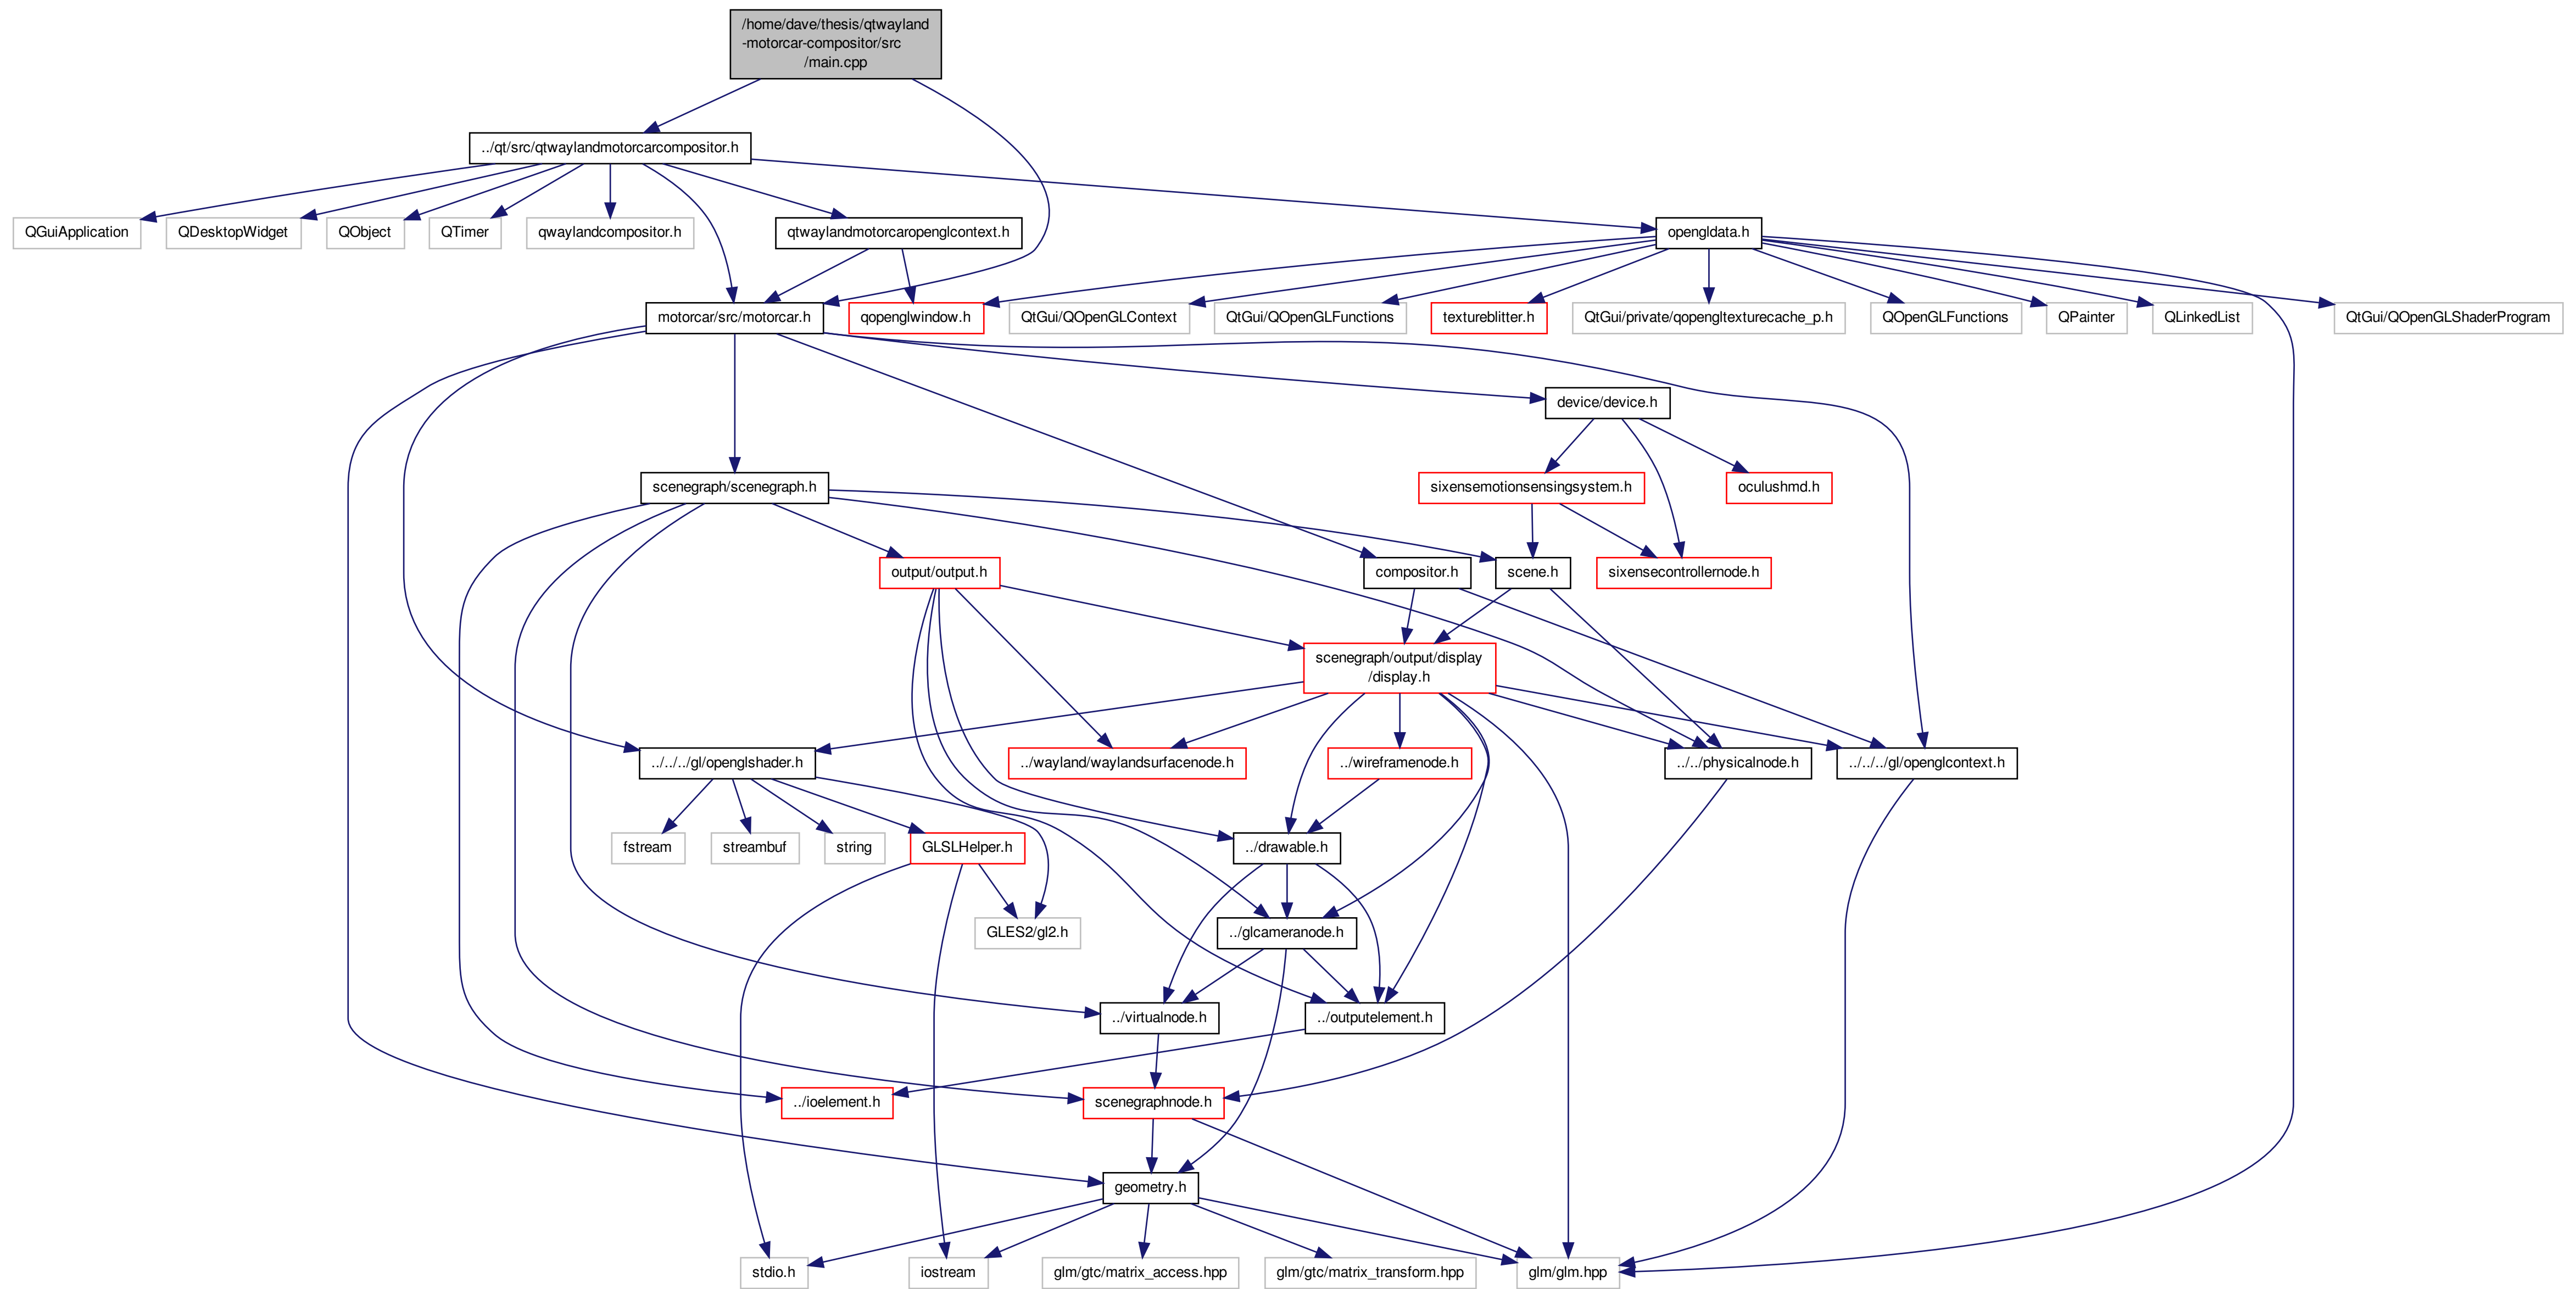 /home/dave/thesis/qtwayland
-motorcar-compositor/src
/main.cpp
../qt/src/qtwaylandmotorcarcompositor.h
QGuiApplication
QDesktopWidget
QObject
QTimer
qwaylandcompositor.h
qtwaylandmotorcaropenglcontext.h
opengldata.h
motorcar/src/motorcar.h
qopenglwindow.h
QtGui/QOpenGLContext
QtGui/QOpenGLFunctions
textureblitter.h
QtGui/private/qopengltexturecache_p.h
QOpenGLFunctions
QPainter
QLinkedList
QtGui/QOpenGLShaderProgram
device/device.h
scenegraph/scenegraph.h
sixensemotionsensingsystem.h
oculushmd.h
output/output.h
compositor.h
scene.h
sixensecontrollernode.h
scenegraph/output/display
/display.h
../../../gl/openglshader.h
../wayland/waylandsurfacenode.h
../wireframenode.h
../../physicalnode.h
../../../gl/openglcontext.h
fstream
streambuf
string
GLSLHelper.h
../drawable.h
GLES2/gl2.h
../glcameranode.h
../virtualnode.h
../outputelement.h
../ioelement.h
scenegraphnode.h
geometry.h
stdio.h
iostream
glm/gtc/matrix_access.hpp
glm/gtc/matrix_transform.hpp
glm/glm.hpp